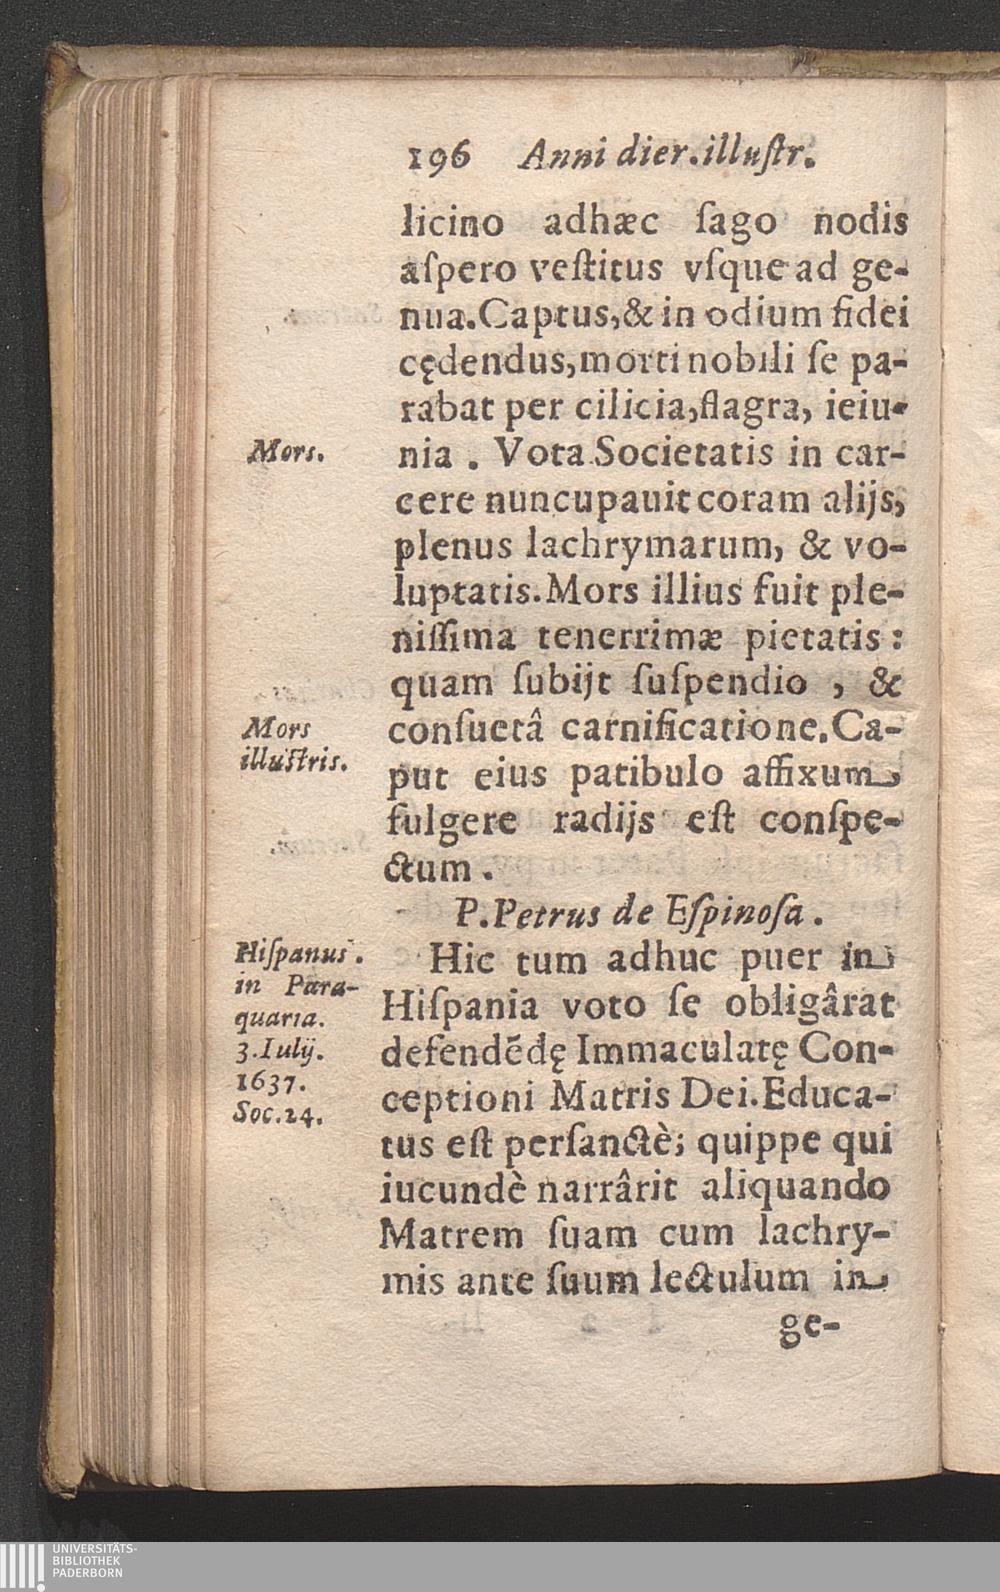 196 Anni dier.illuſtr.
licino adhæc ſago nodis
aſpero veſtitus vſque ad ge-
nua.Captus,& in odium fidei
cędendus,morti nobili ſe pa-
rabat per cilicia,flagra, ieiu-
Mors.
nia . Vota Societatis in car-
cere nuncupauit coram alijs,
plenus lachrymarum, & vo-
luptatis.Mors illius fuit ple-
niſſima tenerrimæ pietatis :
quam ſubijt ſuſpendio , &
Mors
illuſtris.
conſuetâ carnificatione.Ca-
put eius patibulo affixum
fulgere radijs eſt conſpe-
ctum .
P.Petrus de Eſpinoſa .
Hiſpanus.
in Para-
quaria.
3.Iulij.
1637.
Soc.24.
Hic tum adhuc puer in
Hiſpania voto ſe obligârat
defendēdę Immaculatę Con-
ceptioni Matris Dei.Educa-
tus eſt perſanctè; quippe qui
iucundè narrârit aliquando
Matrem ſuam cum lachry-
mis ante ſuum lectulum in
ge-
UNIVERSITÄTS-
BIBLIOTHEK
PADERBORN